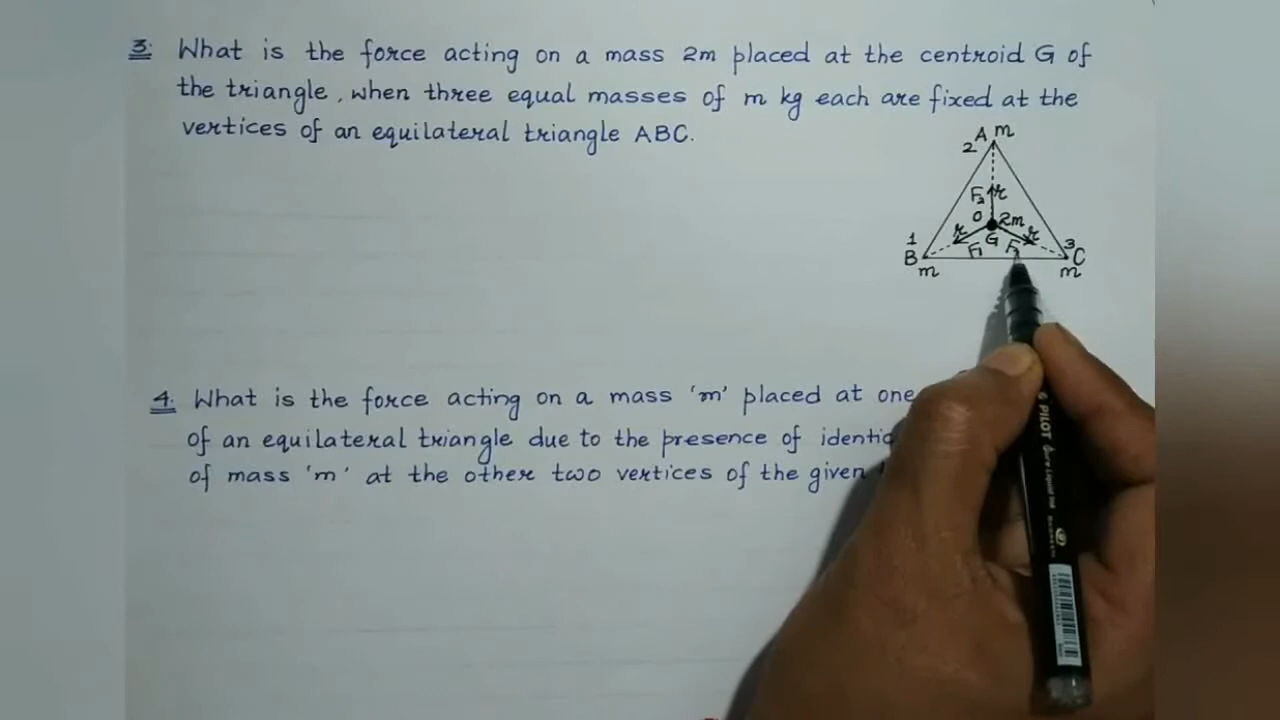 3. What is the force acting on a mass 2m placed at the centroid G of
the triangle, when three equal masses of m kg each are fixed at the
vertices of an equilateral triangle ABC.
A m
2
F₂ r
O 2m
r r
1 G 3
B F₁ F₃ C
m m
4. What is the force acting on a mass 'm' placed at one
of an equilateral triangle due to the presence of
of mass 'm' at the other two vertices of the given
PILOT